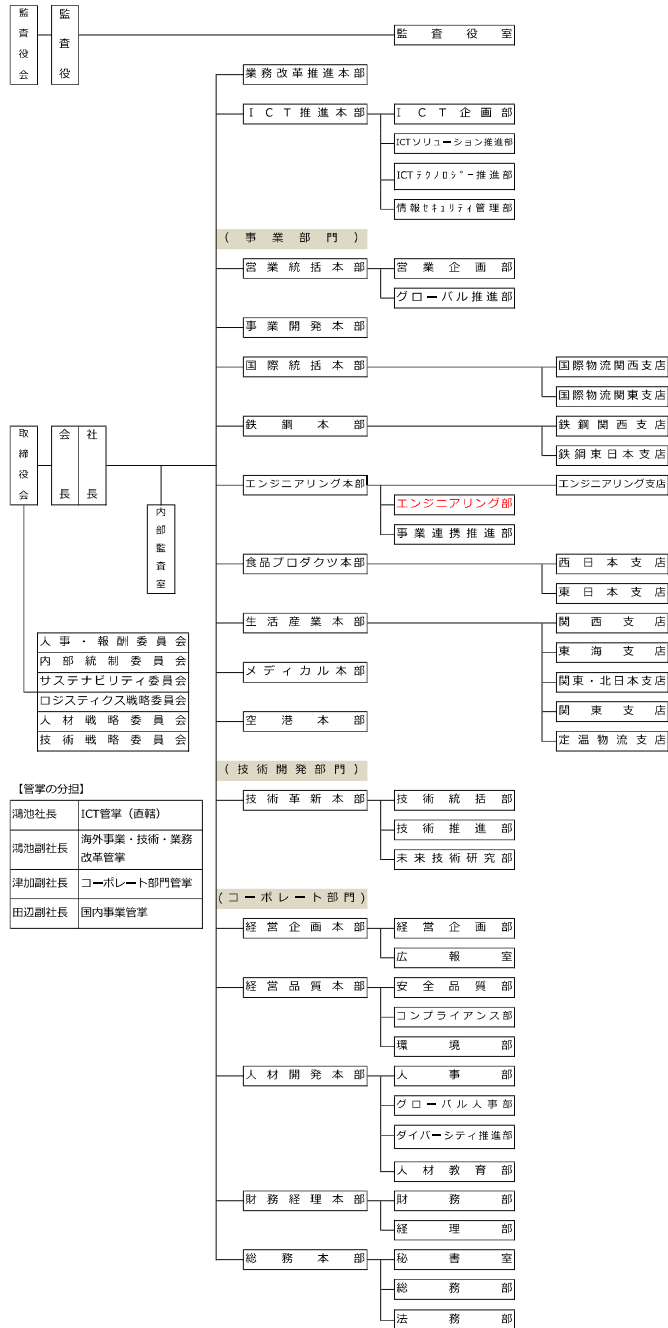 監査役会
監査役
監査役室
業務改革推進本部
ICT推進本部
ICT企画部
ICTソリューション推進部
ICTテクノロジー推進部
情報セキュリティ管理部
(事業部門)
営業統括本部
営業企画部
グローバル推進部
事業開発本部
国際統括本部
国際物流関西支店
国際物流関東支店
鉄鋼本部
鉄鋼関西支店
鉄鋼東日本支店
取締役会
会長
社長
内部監査室
エンジニアリング本部
エンジニアリング支店
エンジニアリング部
事業連携推進部
食品プロダクツ本部
西日本支店
東日本支店
生活産業本部
関西支店
東海支店
関東・北日本支店
関東支店
定温物流支店
メディカル本部
空港本部
人事・報酬委員会
内部統制委員会
サステナビリティ委員会
ロジスティクス戦略委員会
人材戦略委員会
技術戦略委員会
(技術開発部門)
技術革新本部
技術統括部
技術推進部
未来技術研究部
【管掌の分担】
鴻池社長 ICT管掌（直轄）
鴻池副社長 海外事業・技術・業務
改革管掌
津加副社長 コーポレート部門管掌
田辺副社長 国内事業管掌
(コーポレート部門)
経営企画本部
経営企画部
広報室
経営品質本部
安全品質部
コンプライアンス部
環境部
人材開発本部
人事部
グローバル人事部
ダイバーシティ推進部
人材教育部
財務経理本部
財務部
経理部
総務本部
秘書室
総務部
法務部